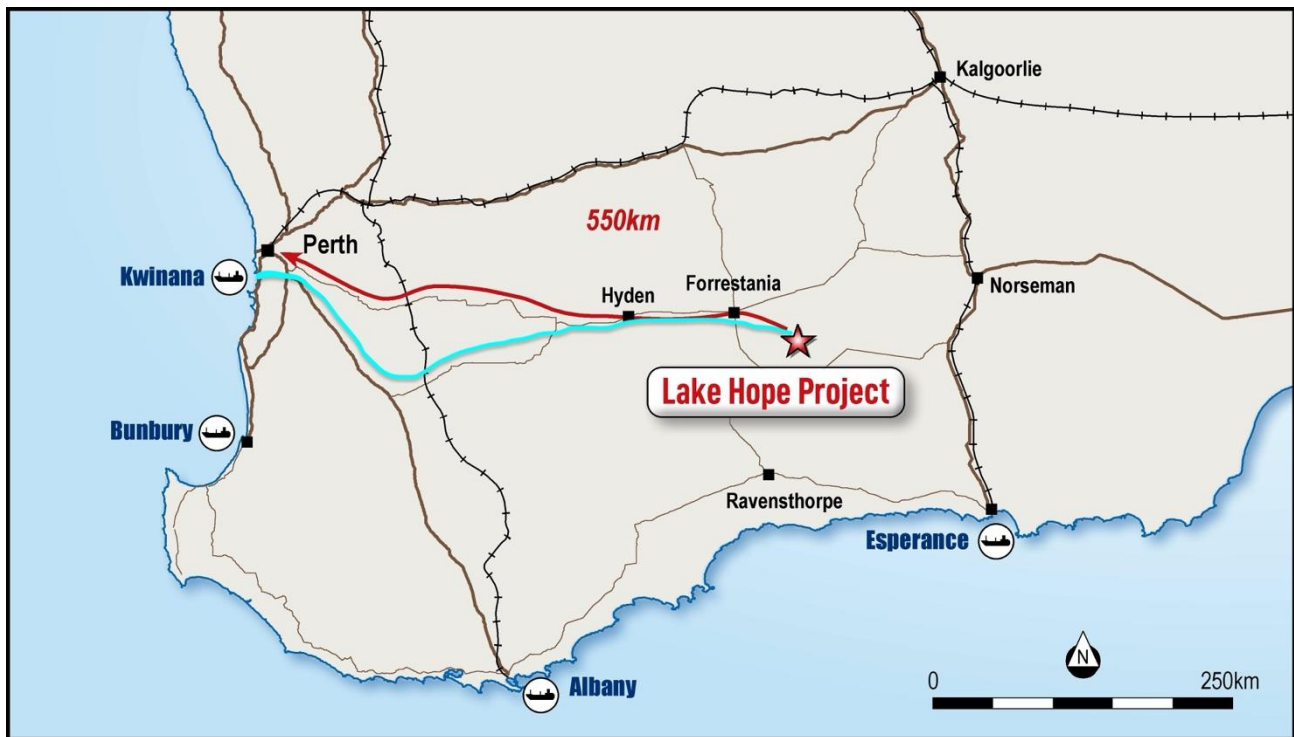 Kalgoorlie
550km
Perth
Kwinana
Hyden
Forrestania
Norseman
Lake Hope Project
Bunbury
Ravensthorpe
Esperance
Albany
N
0 250km